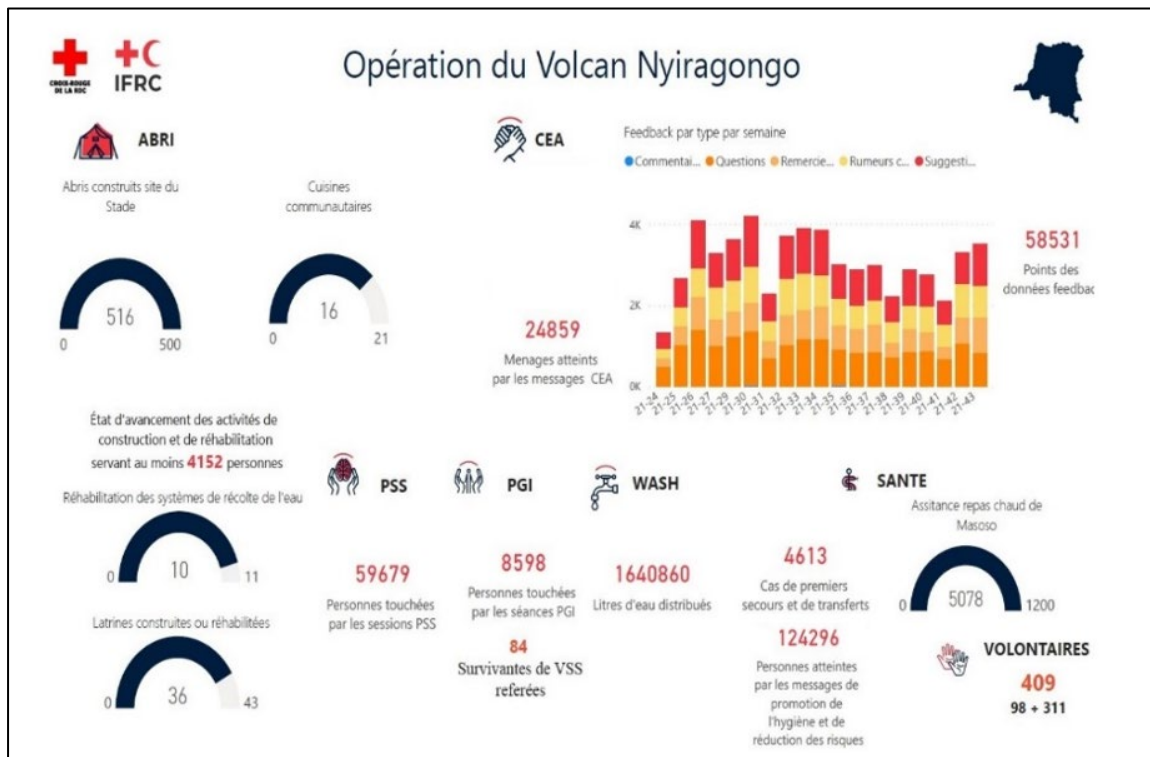 CROIX-ROUGE
DE LA RDC
IFRC
Opération du Volcan Nyiragongo
ABRI
Abris construits site du
Stade
516
0
500
Cuisines
communautaires
16
0
21
CEA
24859
Menages atteints
par les messages CEA
Feedback par type par semaine
Commentai... Questions Remercie... Rumeurs c... Suggesti...
4K
2K
0K
21-24
21-25
21-26
21-27
21-29
21-30
21-31
21-32
21-33
21-34
21-35
21-36
21-37
21-38
21-39
21-40
21-41
21-42
21-43
58531
Points des
données feedbac
État d'avancement des activités de
construction et de réhabilitation
servant au moins 4152 personnes
Réhabilitation des systèmes de récolte de l'eau
10
0
11
Latrines construites ou réhabilitées
36
0
43
PSS
59679
Personnes touchées
par les sessions PSS
PGI
8598
Personnes touchées
par les séances PGI
84
Survivantes de VSS
referées
WASH
1640860
Litres d'eau distribués
SANTE
4613
Cas de premiers
secours et de transferts
124296
Personnes atteintes
par les messages de
promotion de
l'hygiène et de
réduction des risques
Assitance repas chaud de
Masoso
5078
0
1200
VOLONTAIRES
409
98 + 311